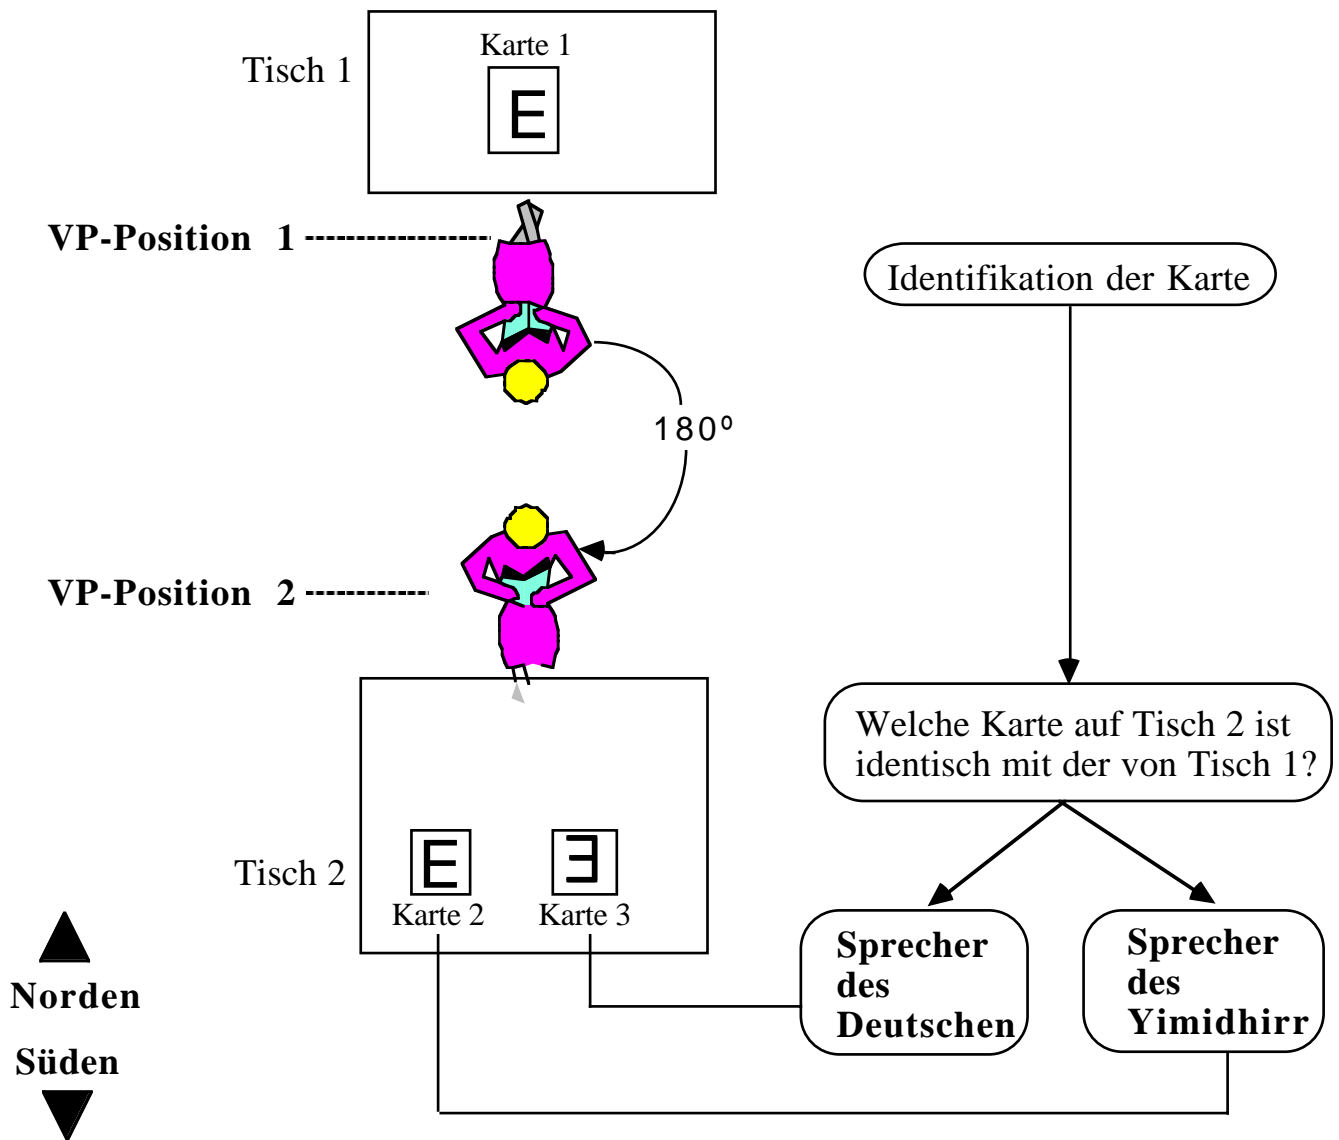 Karte 1
Tisch 1
E
VP-Position 1
Identifikation der Karte
180º
VP-Position 2
Welche Karte auf Tisch 2 ist
identisch mit der von Tisch 1?
Tisch 2
E
Ǝ
Karte 2
Karte 3
Sprecher
des
Deutschen
Sprecher
des
Yimidhirr
Norden
Süden